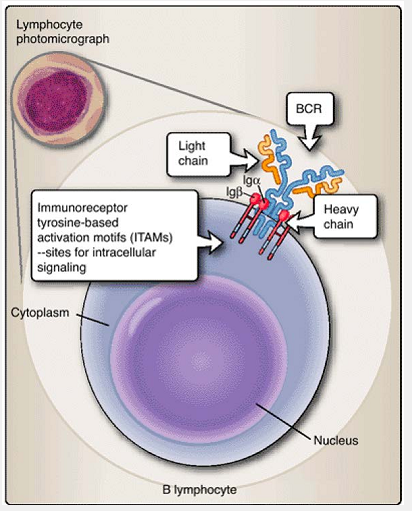 Lymphocyte
photomicrograph
BCR
Light
chain
Igα
Igβ
Immunoreceptor
tyrosine-based
activation motifs (ITAMs)
--sites for intracellular
signaling
Heavy
chain
Cytoplasm
Nucleus
B lymphocyte